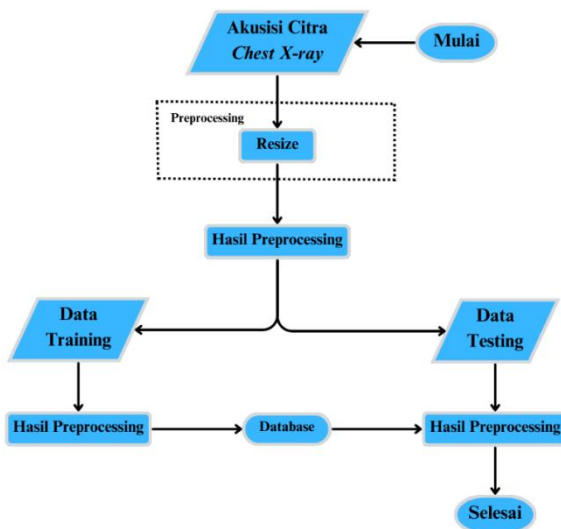 Akusisi Citra
Chest X-ray
Mulai
Preprocessing
Resize
Hasil Preprocessing
Data
Training
Data
Testing
Hasil Preprocessing
Database
Hasil Preprocessing
Selesai